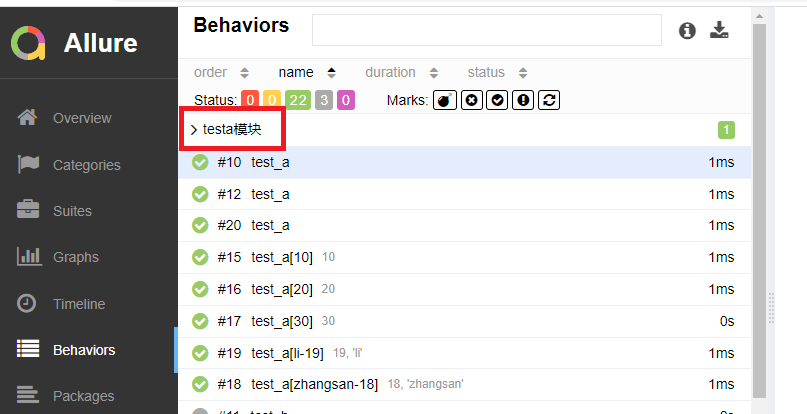 Allure
Overview
Categories
Suites
Graphs
Timeline
Behaviors
Packages
Behaviors
order name duration status
Status: 0 0 22 3 0 Marks:
testa模块 1
#10 test_a 1ms
#12 test_a 1ms
#20 test_a 1ms
#15 test_a[10] 10 1ms
#16 test_a[20] 20 1ms
#17 test_a[30] 30 0s
#19 test_a[li-19] 19, 'li' 1ms
#18 test_a[zhangsan-18] 18, 'zhangsan' 1ms